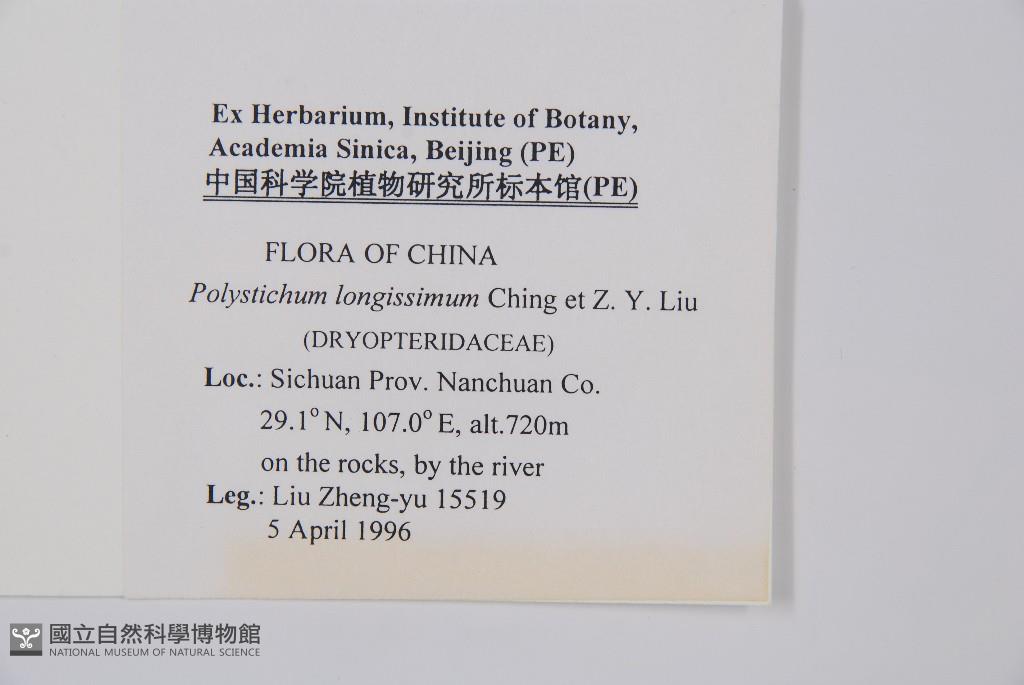 Ex Herbarium, Institute of Botany,
Academia Sinica, Beijing (PE)
中国科学院植物研究所标本馆(PE)
FLORA OF CHINA
Polystichum longissimum Ching et Z. Y. Liu
(DRYOPTERIDACEAE)
Loc.: Sichuan Prov. Nanchuan Co.
29.1° N, 107.0° E, alt.720m
on the rocks, by the river
Leg.: Liu Zheng-yu 15519
5 April 1996
國立自然科學博物館
NATIONAL MUSEUM OF NATURAL SCIENCE